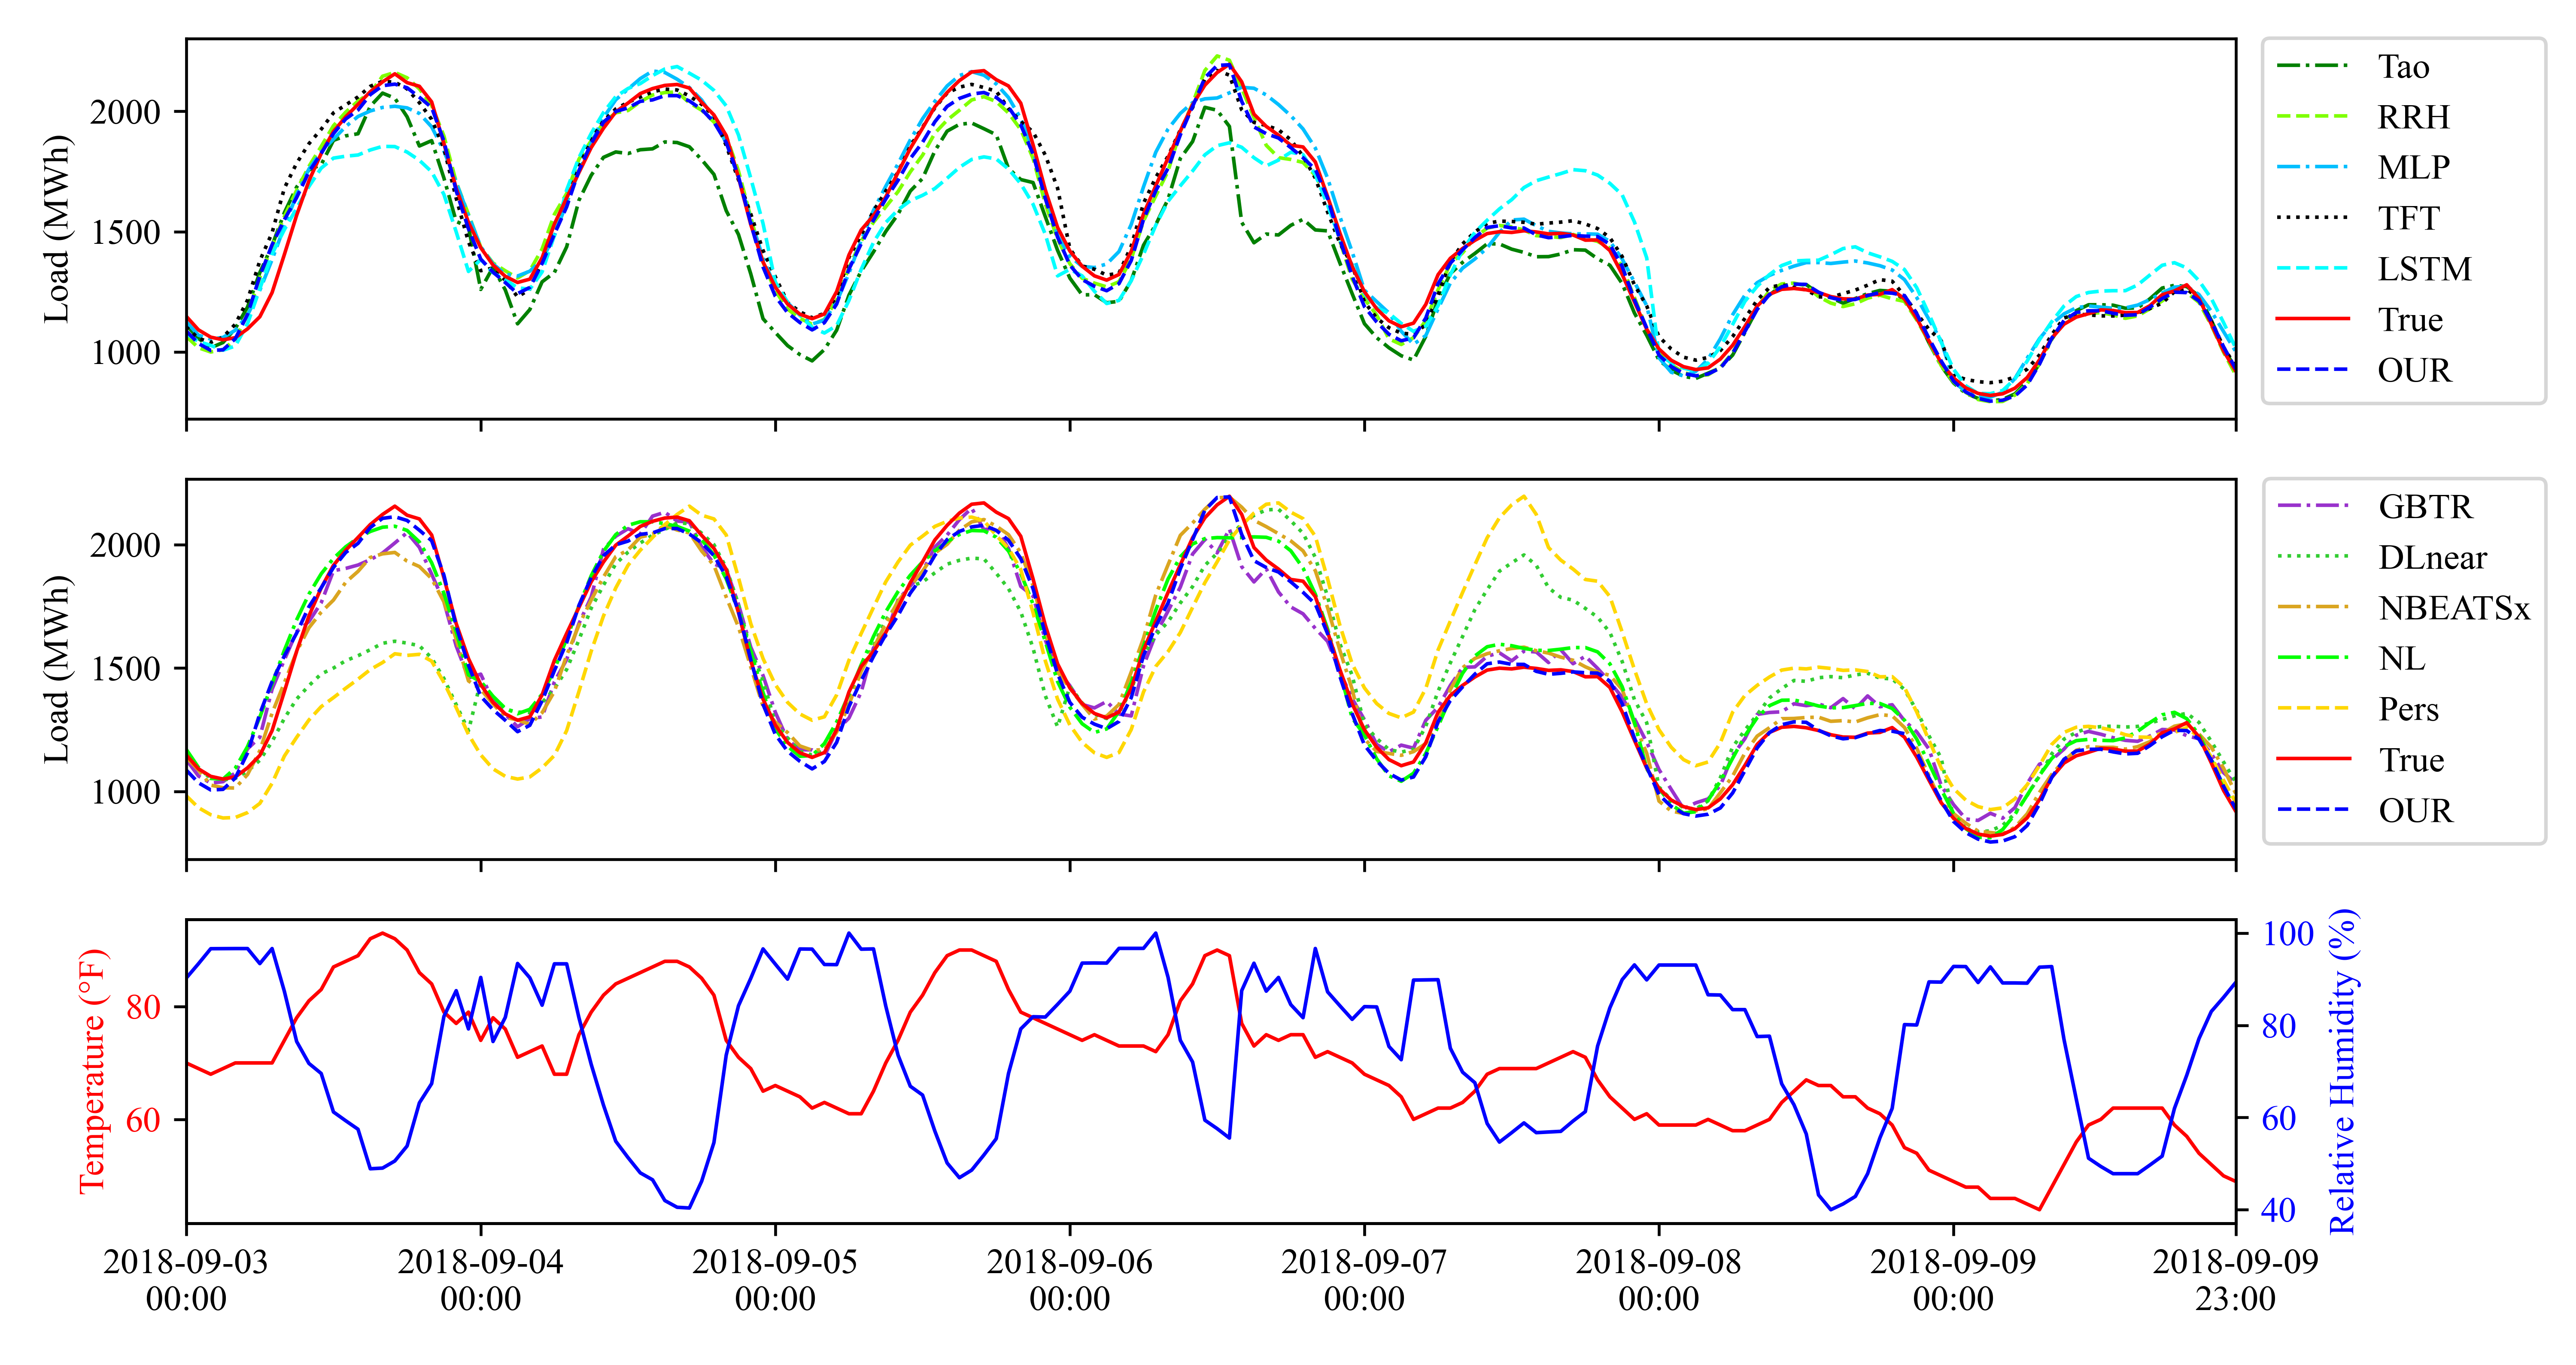 Load (MWh)
2000
1500
1000
Tao
RRH
MLP
TFT
LSTM
True
OUR
Load (MWh)
2000
1500
1000
GBTR
DLnear
NBEATSx
NL
Pers
True
OUR
Temperature (°F)
80
60
100
80
60
40
Relative Humidity (%)
2018-09-03
00:00
2018-09-04
00:00
2018-09-05
00:00
2018-09-06
00:00
2018-09-07
00:00
2018-09-08
00:00
2018-09-09
00:00
2018-09-09
23:00